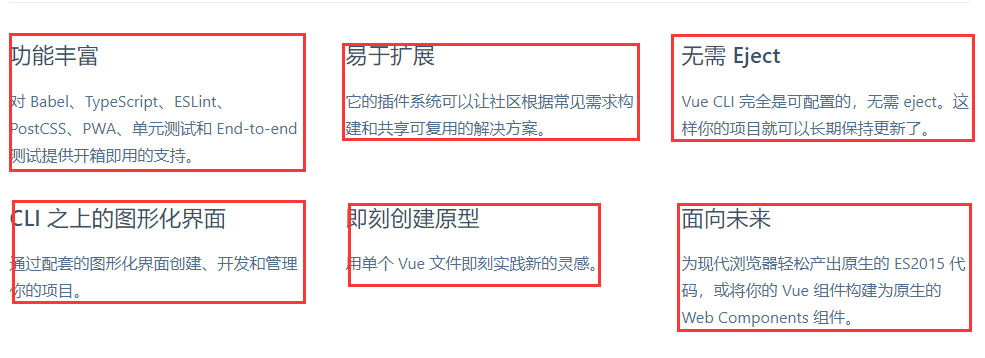 功能丰富
对 Babel、TypeScript、ESLint、
PostCSS、PWA、单元测试和 End-to-end
测试提供开箱即用的支持。
易于扩展
它的插件系统可以让社区根据常见需求构
建和共享可复用的解决方案。
无需 Eject
Vue CLI 完全是可配置的，无需 eject。这
样你的项目就可以长期保持更新了。
CLI 之上的图形化界面
通过配套的图形化界面创建、开发和管理
你的项目。
即刻创建原型
用单个 Vue 文件即刻实践新的灵感。
面向未来
为现代浏览器轻松产出原生的 ES2015 代
码，或将你的 Vue 组件构建为原生的
Web Components 组件。